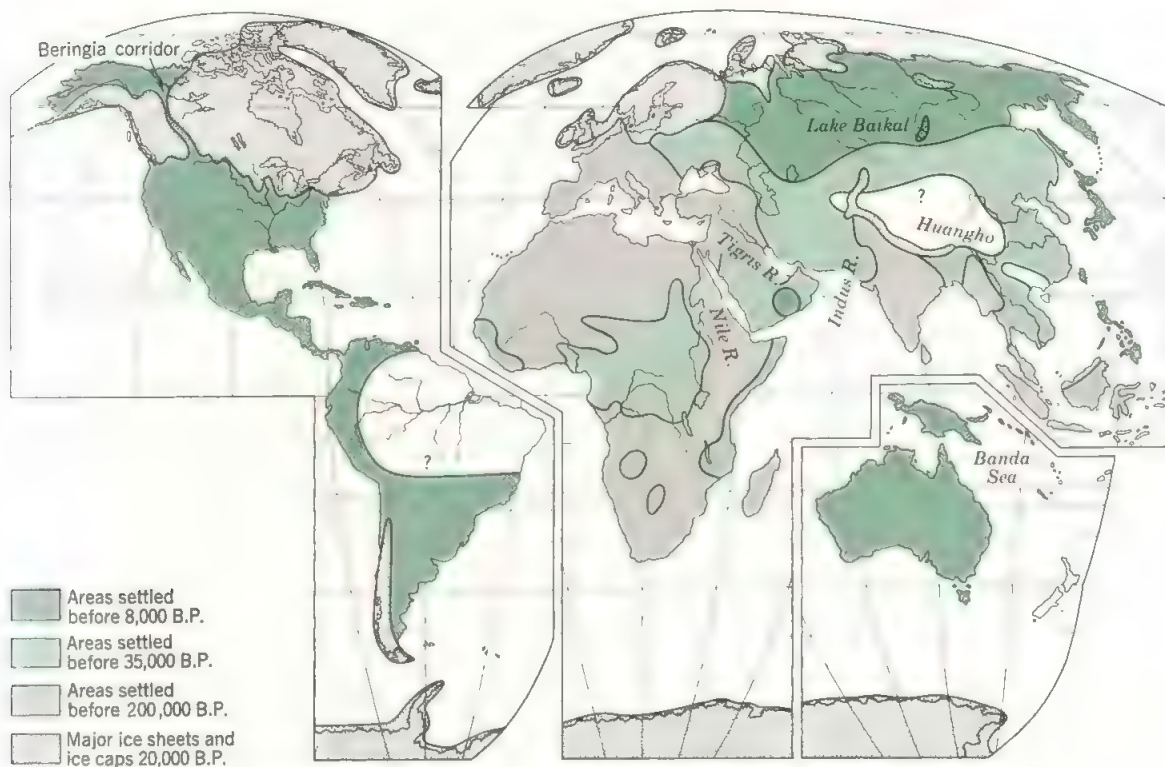 Beringia corridor
Lake Baikal
?
Huangho
Tigris R.
Indus R.
Nile R.
?
Banda
Sea
Areas settled
before 8,000 B.P.
Areas settled
before 35,000 B.P.
Areas settled
before 200,000 B.P.
Major ice sheets and
ice caps 20,000 B.P.